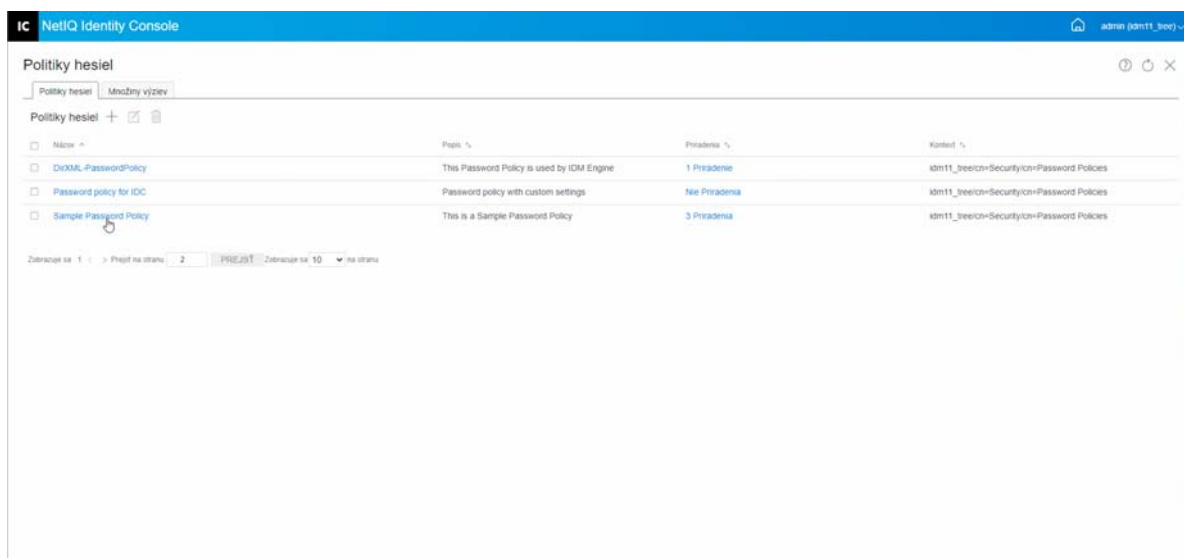 IC NetIQ Identity Console admin (idm11_tree)
Politiky hesiel
Politiky hesiel Množiny výziev
Politiky hesiel
Názov Popis Priradenia Kontext
DirXML-PasswordPolicy This Password Policy is used by IDM Engine 1 Priradenie idm11_tree/cn=Security/cn=Password Policies
Password policy for IDC Password policy with custom settings Nie Priradenia idm11_tree/cn=Security/cn=Password Policies
Sample Password Policy This is a Sample Password Policy 3 Priradenia idm11_tree/cn=Security/cn=Password Policies
Zobrazuje sa 1 < > Prejsť na stranu 2 PREJSŤ Zobrazuje sa 10 na stranu